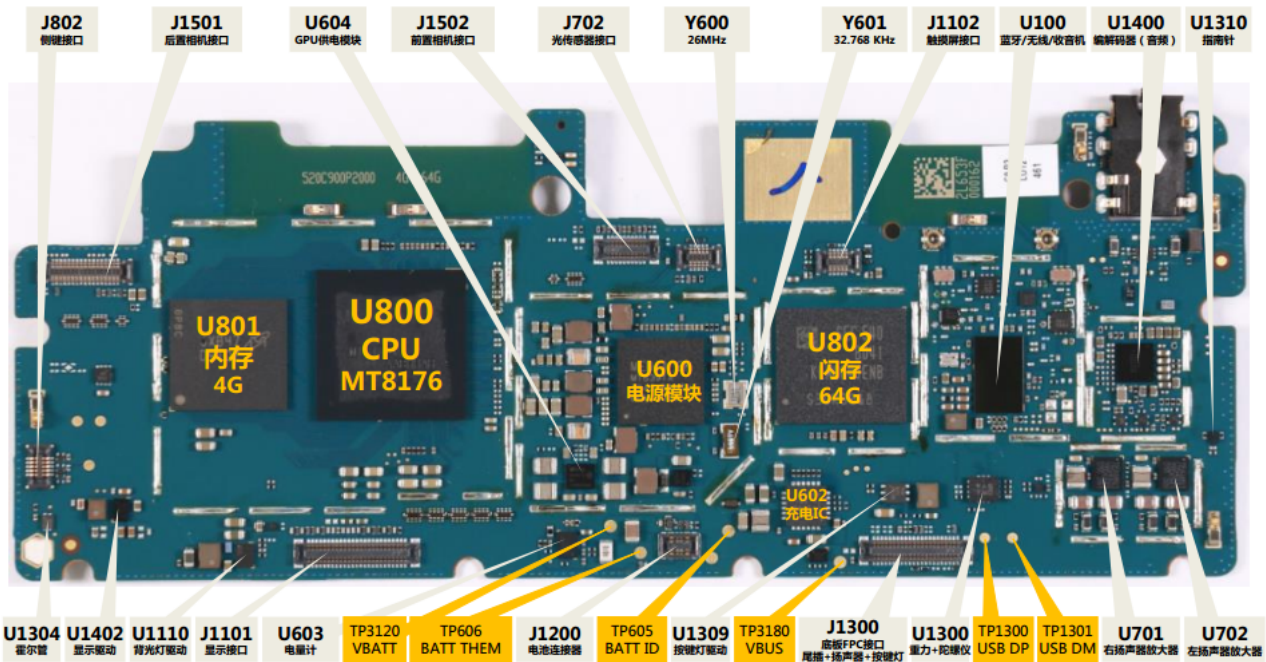 J802
侧键接口
J1501
后置相机接口
U604
GPU供电模块
J1502
前置相机接口
J702
光传感器接口
Y600
26MHz
Y601
32.768 KHz
J1102
触摸屏接口
U100
蓝牙/无线/收音机
U1400
编解码器（音频）
U1310
指南针
520C900P2000
64G
461
000162
U801
内存
4G
U800
CPU
MT8176
U600
电源模块
U802
闪存
64G
U602
充电IC
U1304
霍尔管
U1402
显示驱动
U1110
背光灯驱动
J1101
显示接口
U603
电量计
TP3120
VBATT
TP606
BATT THEM
J1200
电池连接器
TP605
BATT ID
U1309
按键灯驱动
TP3180
VBUS
J1300
底板FPC接口
尾插+扬声器+按键灯
U1300
重力+陀螺仪
TP1300
USB DP
TP1301
USB DM
U701
右扬声器放大器
U702
左扬声器放大器